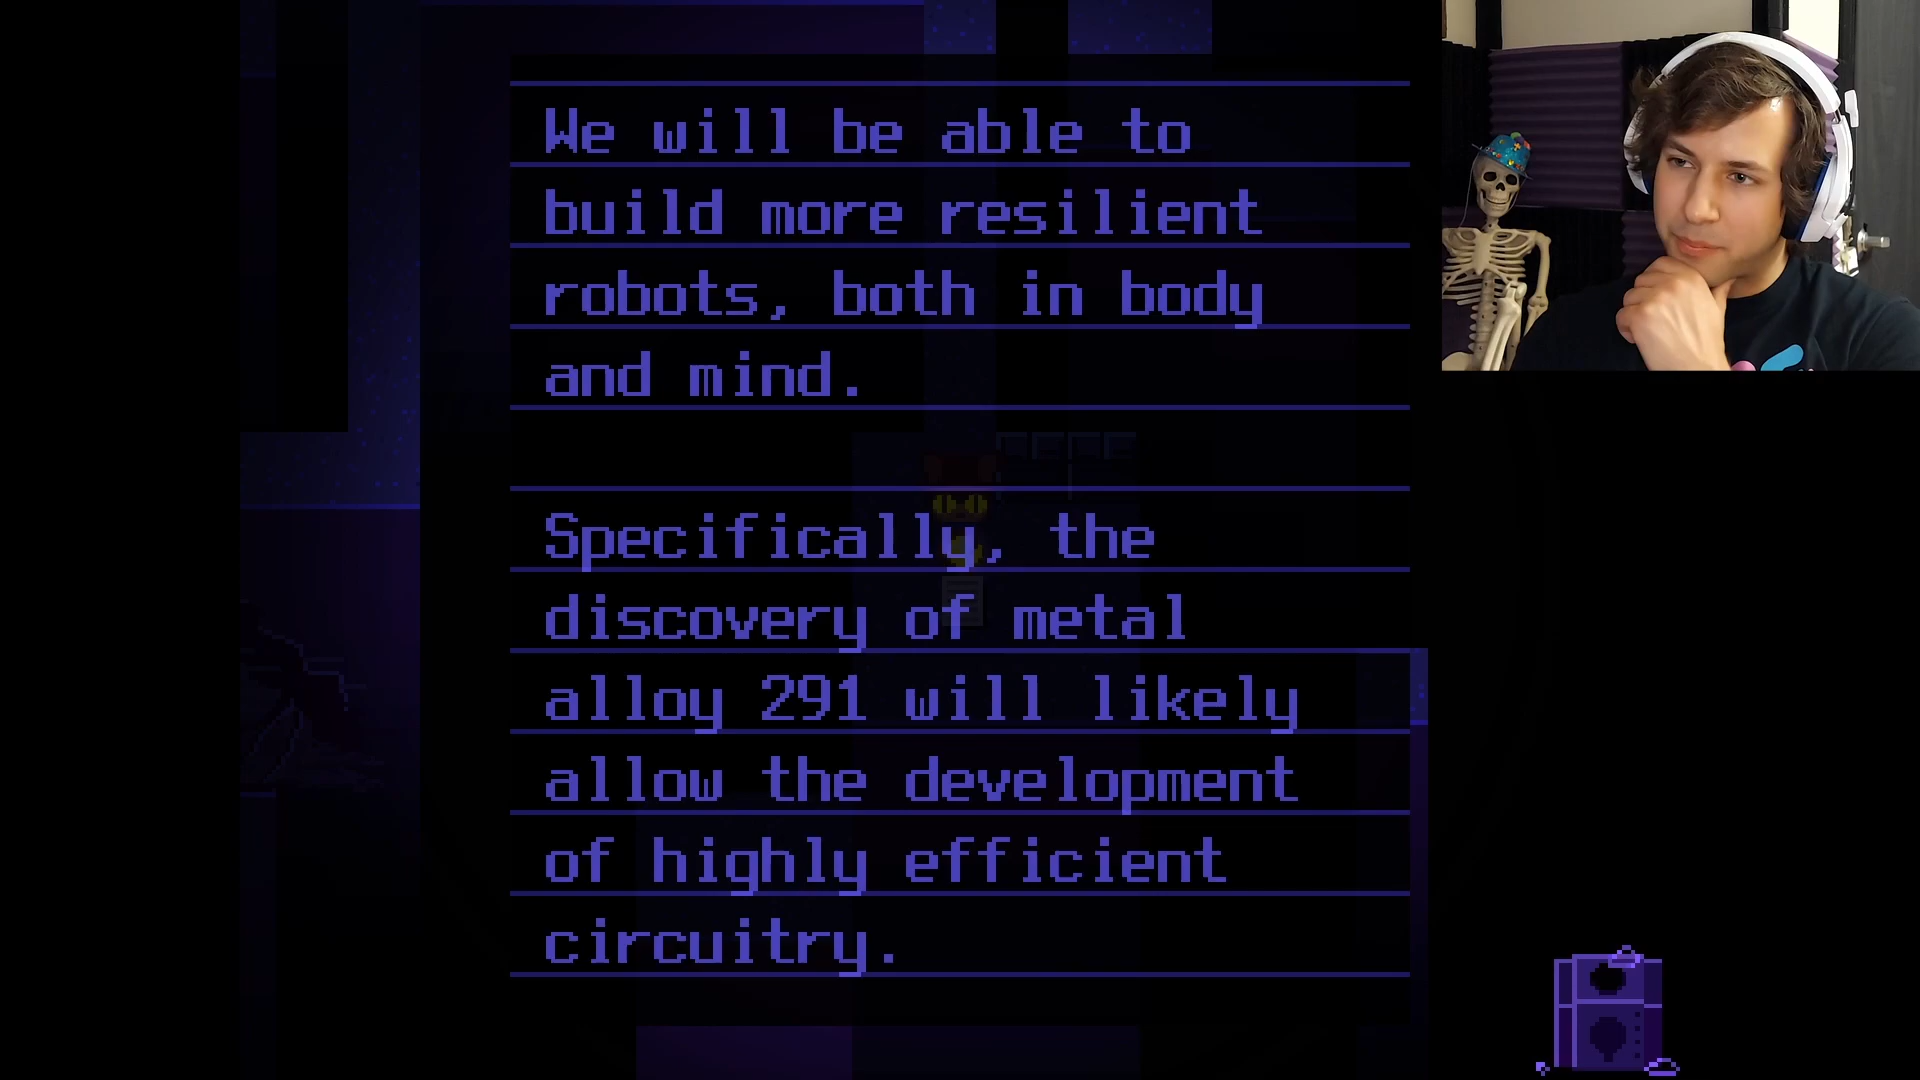 We will be able to
build more resilient
robots, both in body
and mind.
Specifically, the
discovery of metal
alloy 291 will likely
allow the development
of highly efficient
circuitry.